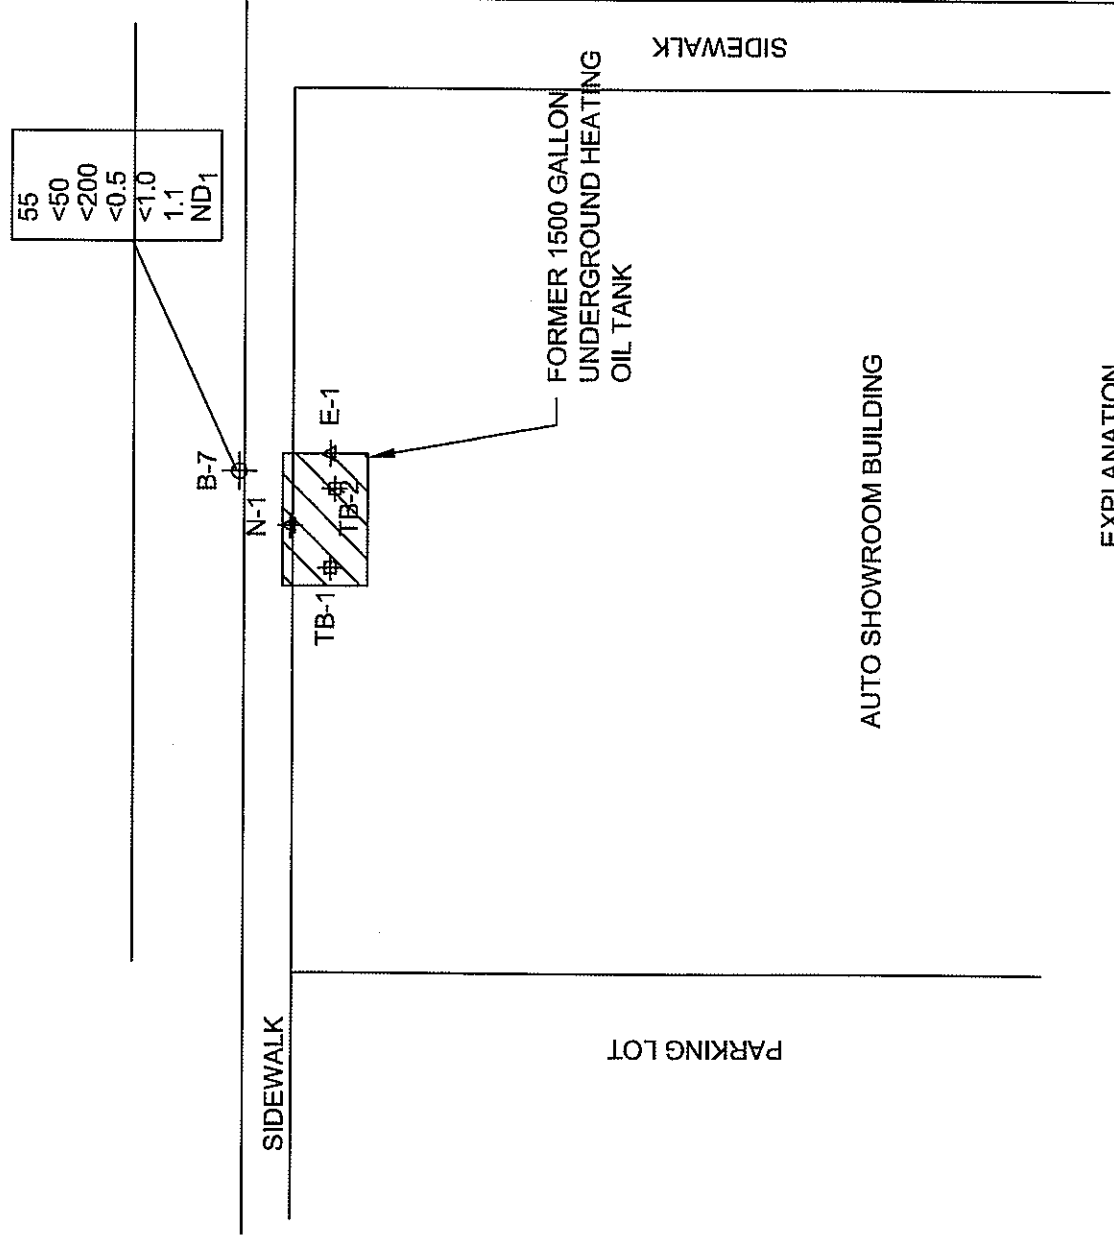 55
<50
<200
<0.5
<1.0
1.1
ND1
SIDEWALK
B-7
N-1
E-1
TB-2
TB-1
FORMER 1500 GALLON
UNDERGROUND HEATING
OIL TANK
AUTO SHOWROOM BUILDING
EXPLANATION
SIDEWALK
PARKING LOT